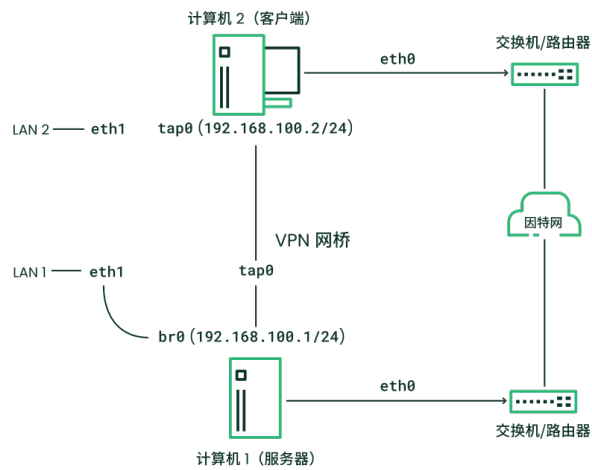 计算机 2（客户端）
交换机/路由器
eth0
LAN 2
eth1
tap0 (192.168.100.2/24)
因特网
VPN 网桥
LAN 1
eth1
tap0
br0 (192.168.100.1/24)
eth0
交换机/路由器
计算机 1（服务器）